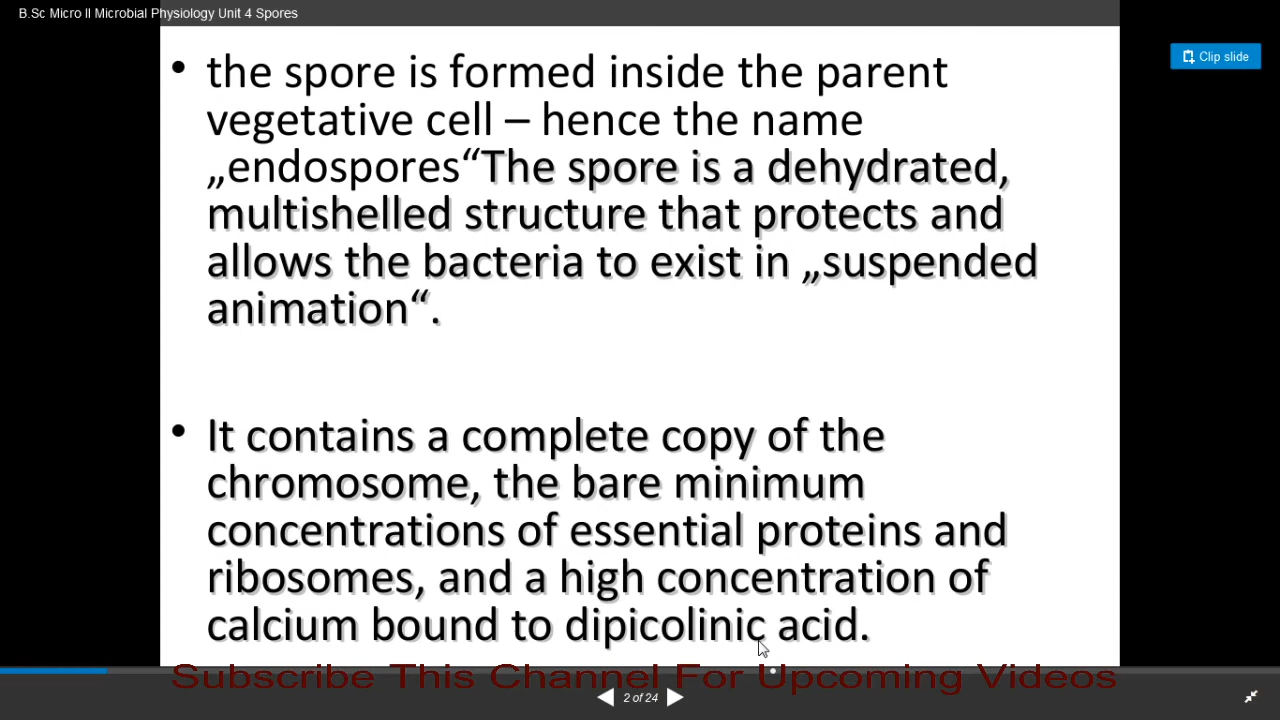 B.Sc Micro II Microbial Physiology Unit 4 Spores
Clip slide
• the spore is formed inside the parent
vegetative cell – hence the name
„endospores“The spore is a dehydrated,
multishelled structure that protects and
allows the bacteria to exist in „suspended
animation“.
• It contains a complete copy of the
chromosome, the bare minimum
concentrations of essential proteins and
ribosomes, and a high concentration of
calcium bound to dipicolinic acid.
Subscribe This Channel For Upcoming Videos
2 of 24